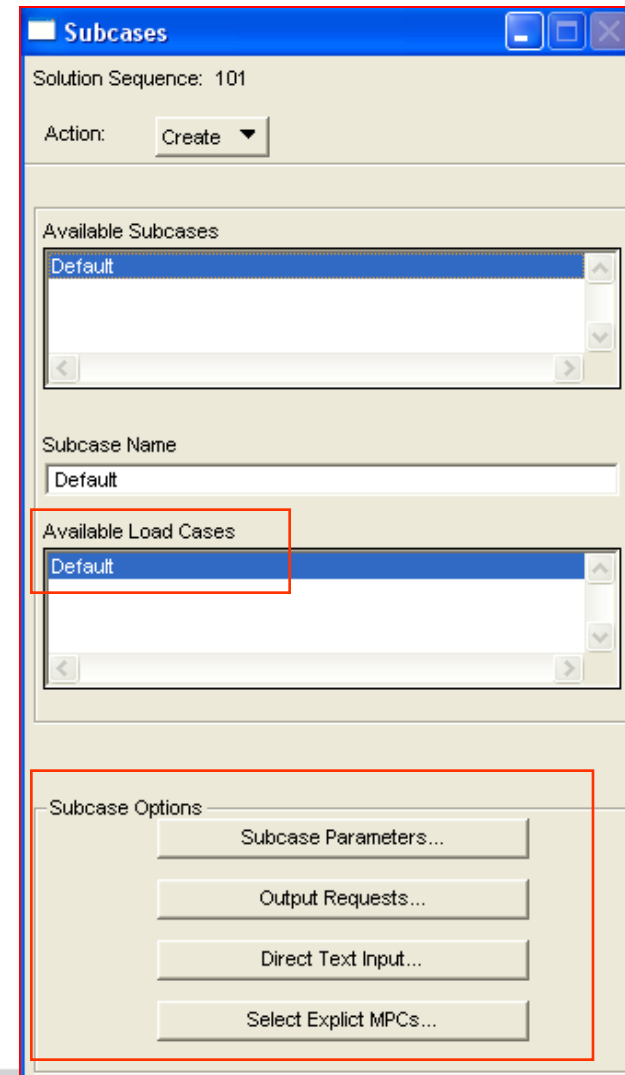 Subcases
Solution Sequence: 101
Action: Create
Available Subcases
Default
Subcase Name
Default
Available Load Cases
Default
Subcase Options
Subcase Parameters...
Output Requests...
Direct Text Input...
Select Explict MPCs...